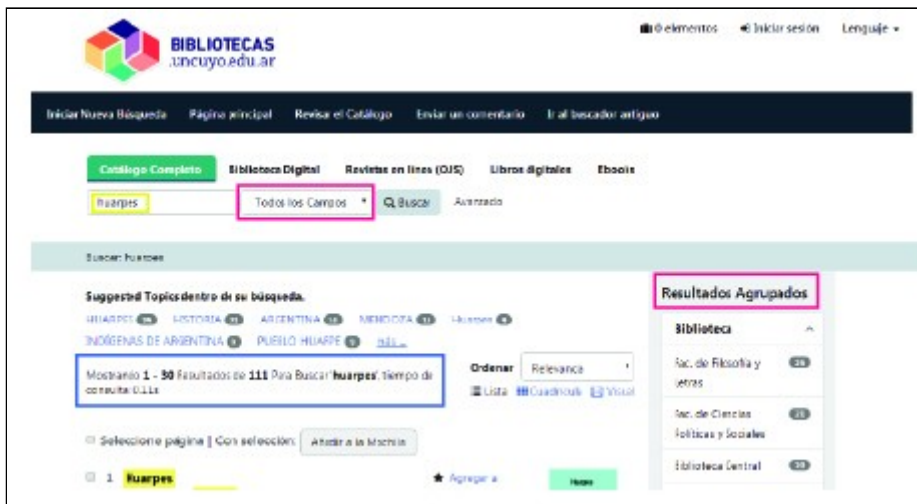 0 elementos Iniciar sesión Lenguaje
BIBLIOTECAS
.uncuyo.edu.ar
Iniciar Nueva Búsqueda Página principal Revisar el Catálogo Enviar un comentario Ir al buscador antiguo
Catálogo Completo Biblioteca Digital Revistas en línea (OJS) Libros digitales Ebooks
huarpes Todos los Campos Buscar Avanzado
Buscar: huarpes
Suggested Topics dentro de su búsqueda.
HUARPES HISTORIA ARGENTINA MENDOZA Huarpes
INDÍGENAS DE ARGENTINA PUEBLO HUARPE más ...
Mostrando 1 - 30 Resultados de 111 Para Buscar 'huarpes', tiempo de
consulta: 0.11s
Ordenar Relevancia
Lista Cuadrícula Visual
Seleccione página | Con selección: Añadir a la Mochila
1 Huarpes Agregar a
Resultados Agrupados
Biblioteca
Fac. de Filosofía y
Letras
Fac. de Ciencias
Políticas y Sociales
Biblioteca Central